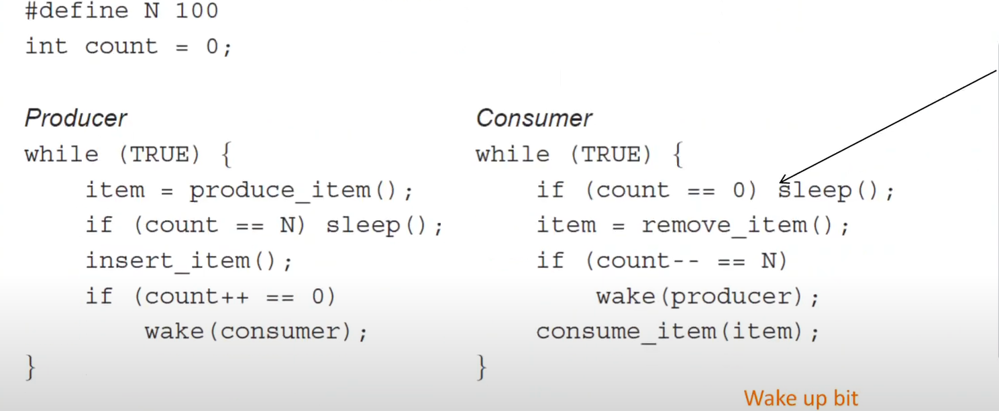 #define N 100
int count = 0;
Producer
while (TRUE) {
item = produce_item();
if (count == N) sleep();
insert_item();
if (count++ == 0)
wake(consumer);
}
Consumer
while (TRUE) {
if (count == 0) sleep();
item = remove_item();
if (count-- == N)
wake(producer);
consume_item(item);
}
Wake up bit